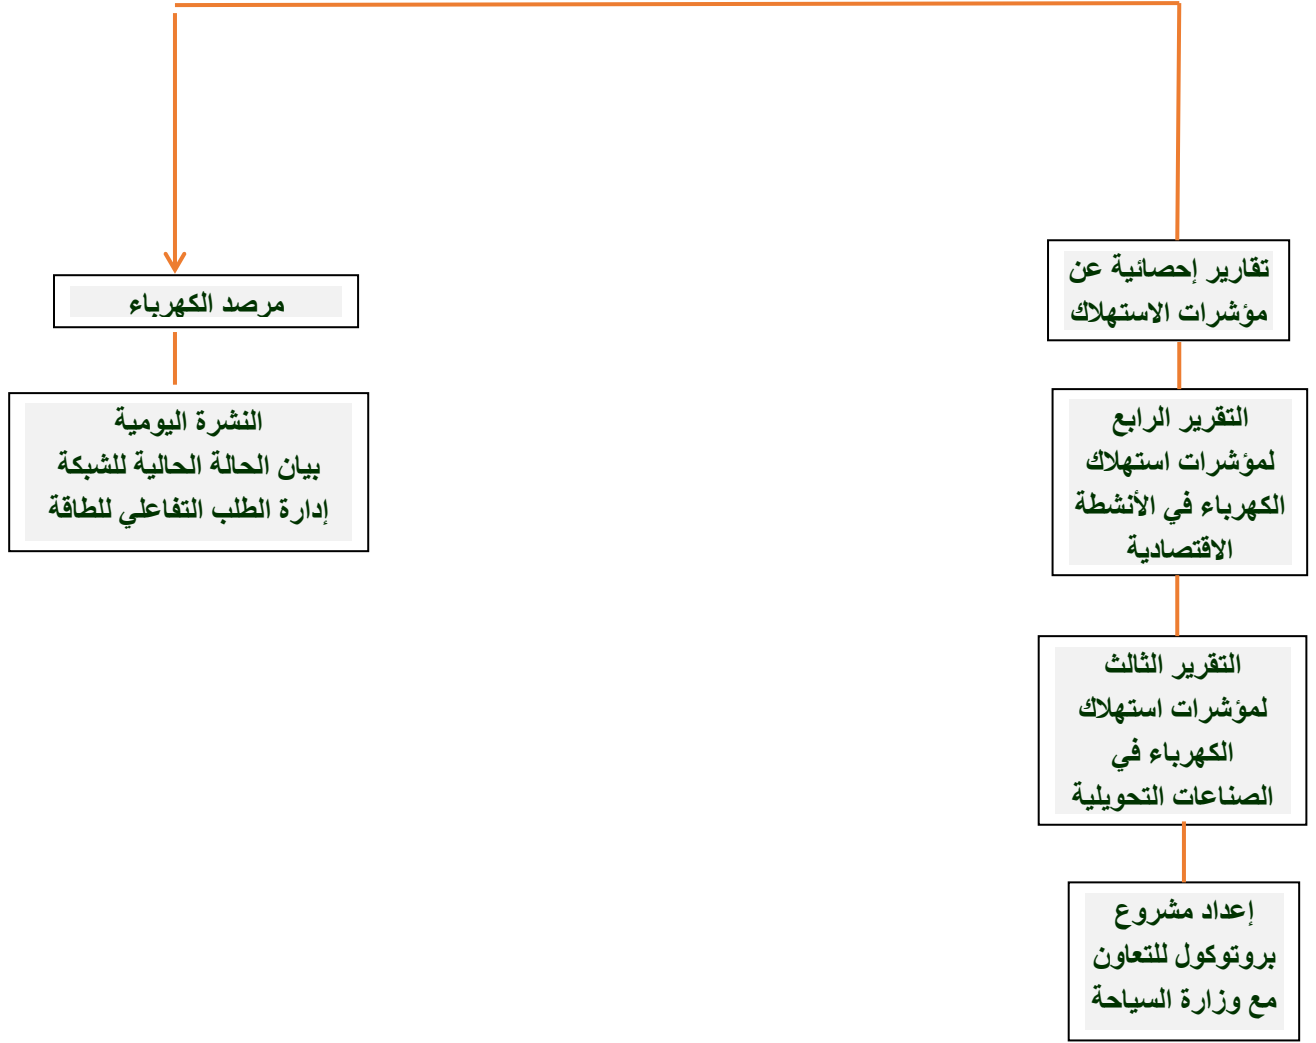 تقارير إحصائية عن
مؤشرات الاستهلاك
التقرير الرابع
لمؤشرات استهلاك
الكهرباء في الأنشطة
الاقتصادية
التقرير الثالث
لمؤشرات استهلاك
الكهرباء في
الصناعات التحويلية
إعداد مشروع
بروتوكول للتعاون
مع وزارة السياحة
مرصد الكهرباء
النشرة اليومية
بيان الحالة الحالية للشبكة
إدارة الطلب التفاعلي للطاقة